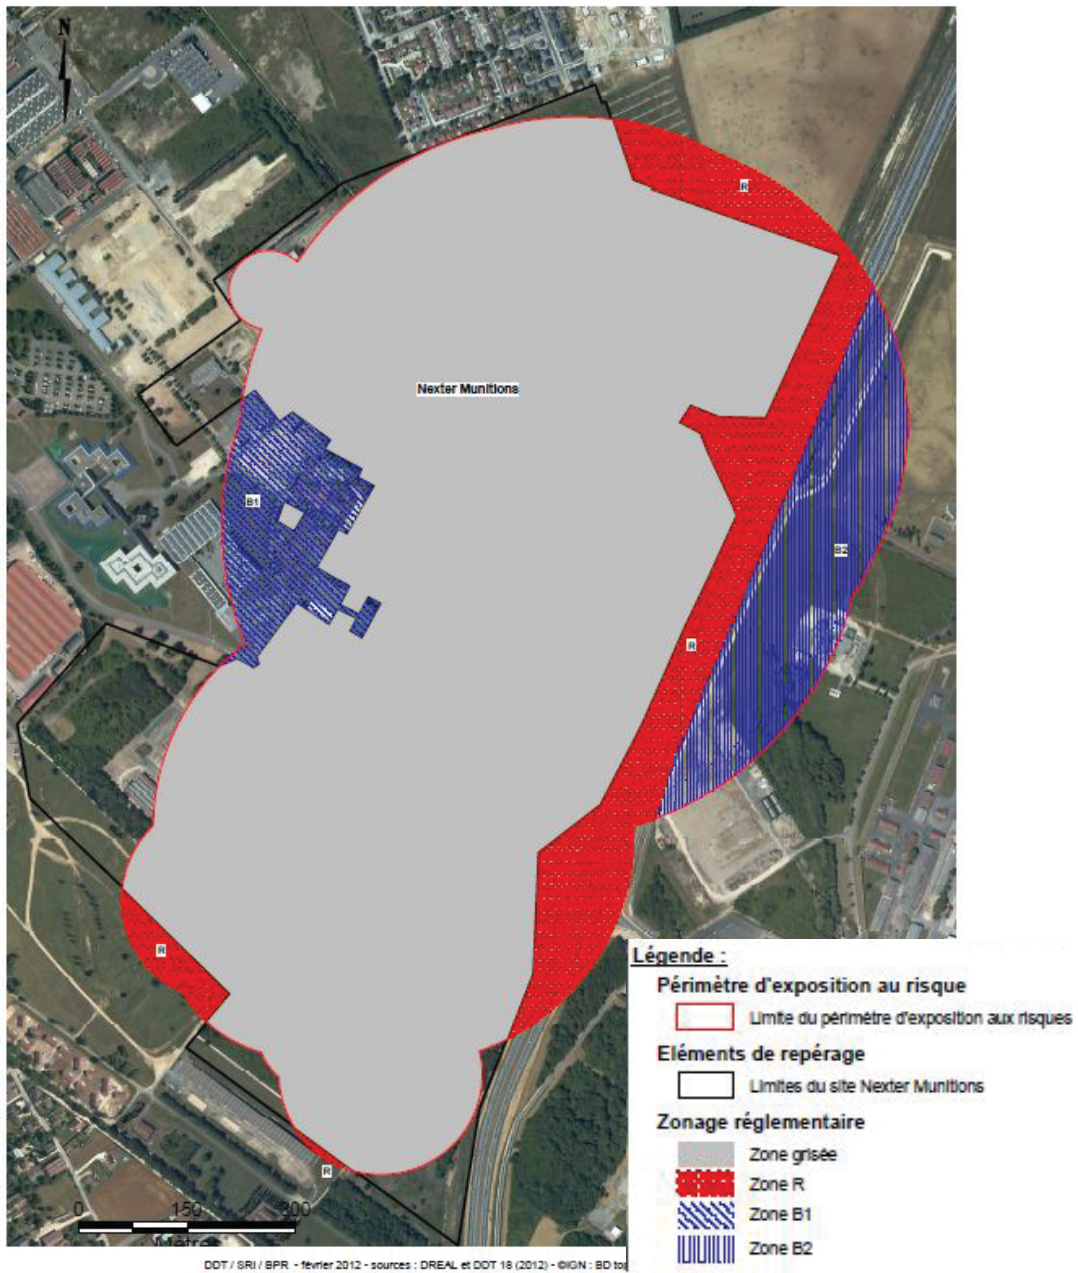 N
R
Nexter Munitions
B1
B2
R
R
R
0 150 300
Mètres
Légende :
Périmètre d'exposition au risque
Limite du périmètre d'exposition aux risques
Eléments de repérage
Limites du site Nexter Munitions
Zonage réglementaire
Zone grisée
Zone R
Zone B1
Zone B2
DDT / SRI / BPR - février 2012 - sources : DREAL et DDT 18 (2012) - ©IGN : BD